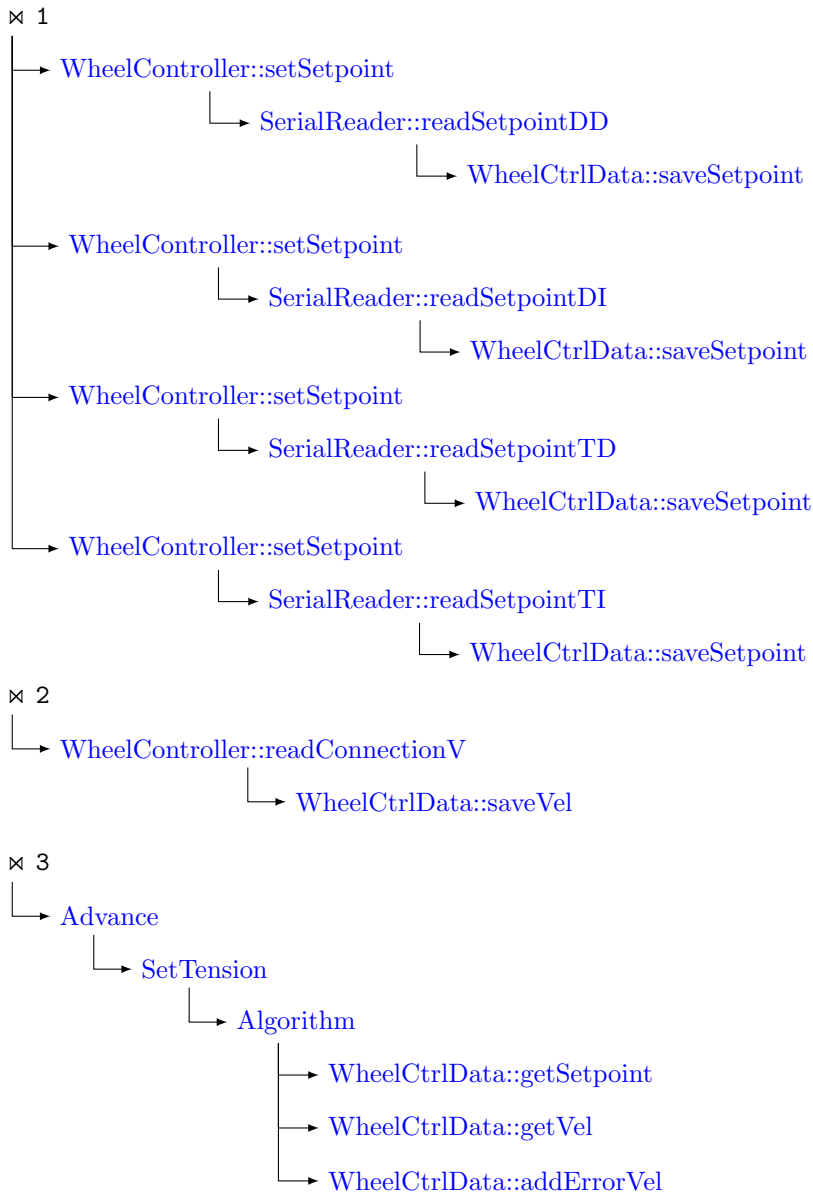 ⋈ 1
WheelController::setSetpoint
SerialReader::readSetpointDD
WheelCtrlData::saveSetpoint
WheelController::setSetpoint
SerialReader::readSetpointDI
WheelCtrlData::saveSetpoint
WheelController::setSetpoint
SerialReader::readSetpointTD
WheelCtrlData::saveSetpoint
WheelController::setSetpoint
SerialReader::readSetpointTI
WheelCtrlData::saveSetpoint
⋈ 2
WheelController::readConnectionV
WheelCtrlData::saveVel
⋈ 3
Advance
SetTension
Algorithm
WheelCtrlData::getSetpoint
WheelCtrlData::getVel
WheelCtrlData::addErrorVel